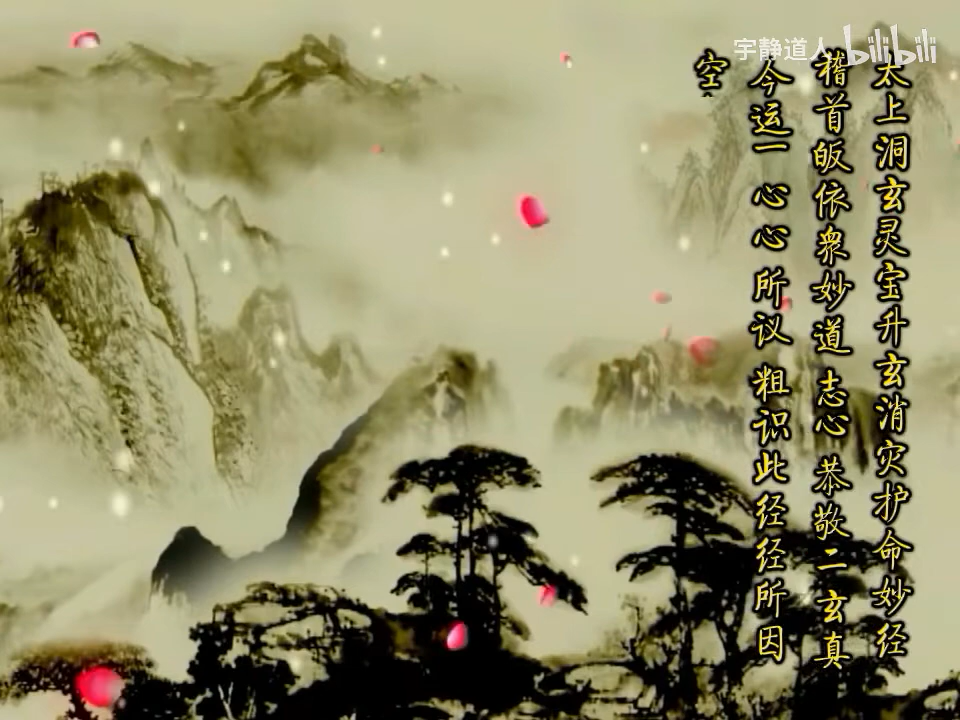 宇静道人 bilibili
太上洞玄灵宝升玄消灾护命妙经
稽首皈依衆妙道志心恭敬二玄真
今运一心心所议粗识此经经所因
空